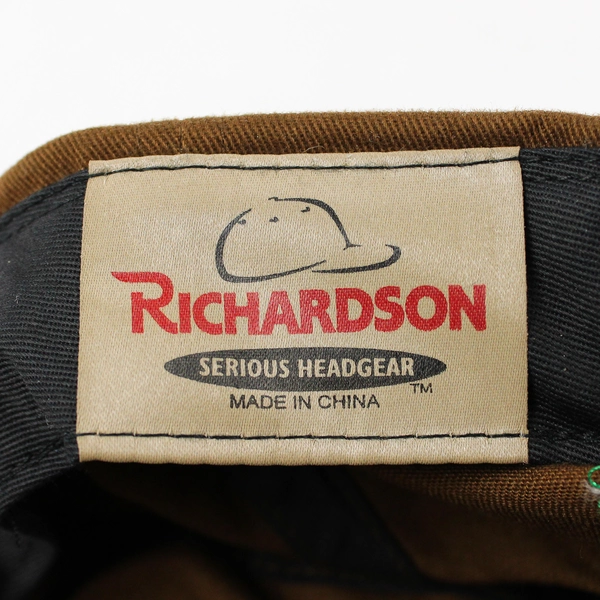 RICHARDSON
SERIOUS HEADGEAR
TM
MADE IN CHINA